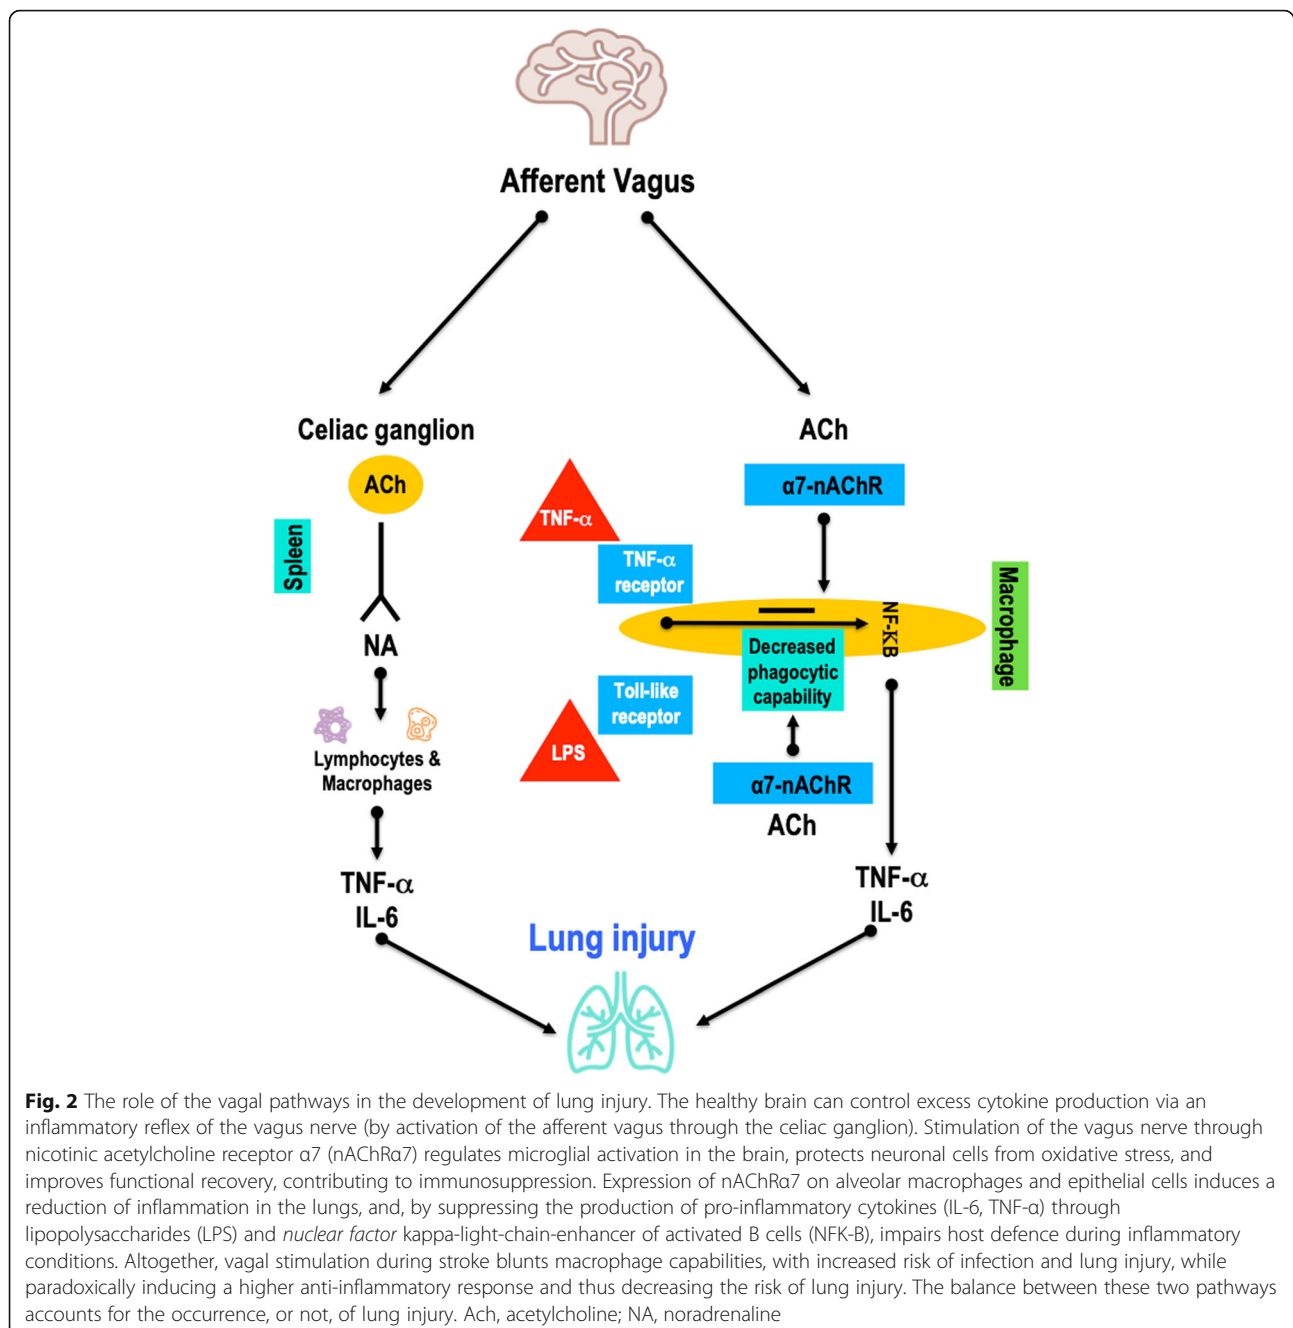 Afferent Vagus
Celiac ganglion
ACh
Spleen
NA
Lymphocytes &
Macrophages
TNF-α
IL-6
ACh
α7-nAChR
TNF-α
TNF-α
receptor
NF-KB
Macrophage
Decreased
phagocytic
capability
Toll-like
receptor
LPS
α7-nAChR
ACh
TNF-α
IL-6
Lung injury
Fig. 2 The role of the vagal pathways in the development of lung injury. The healthy brain can control excess cytokine production via an
inflammatory reflex of the vagus nerve (by activation of the afferent vagus through the celiac ganglion). Stimulation of the vagus nerve through
nicotinic acetylcholine receptor α7 (nAChRα7) regulates microglial activation in the brain, protects neuronal cells from oxidative stress, and
improves functional recovery, contributing to immunosuppression. Expression of nAChRα7 on alveolar macrophages and epithelial cells induces a
reduction of inflammation in the lungs, and, by suppressing the production of pro-inflammatory cytokines (IL-6, TNF-α) through
lipopolysaccharides (LPS) and nuclear factor kappa-light-chain-enhancer of activated B cells (NFK-B), impairs host defence during inflammatory
conditions. Altogether, vagal stimulation during stroke blunts macrophage capabilities, with increased risk of infection and lung injury, while
paradoxically inducing a higher anti-inflammatory response and thus decreasing the risk of lung injury. The balance between these two pathways
accounts for the occurrence, or not, of lung injury. Ach, acetylcholine; NA, noradrenaline